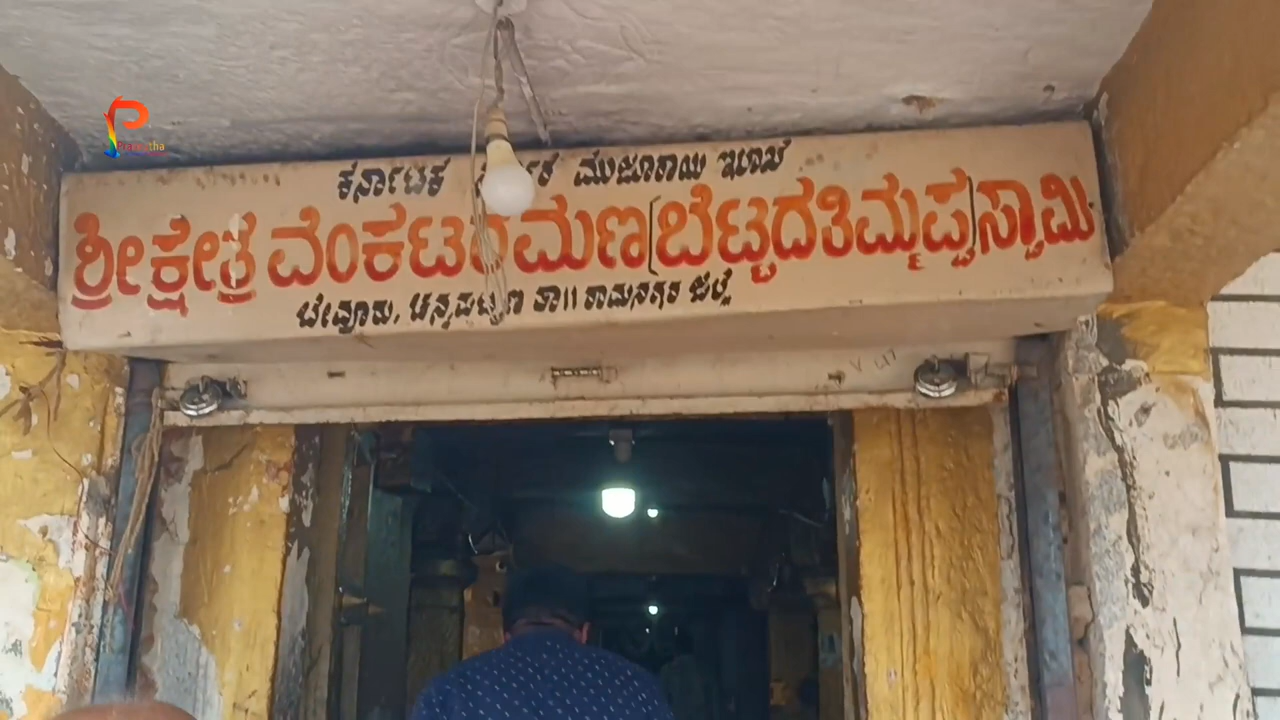 ಕರ್ನಾಟಕ ಮುಜರಾಯಿ ಇಲಾಖೆ
ಶ್ರೀ ಕ್ಷೇತ್ರ ವೆಂಕಟರಮಣ [ಬೆಟ್ಟದತಿಮ್ಮಪ್ಪ] ಸ್ವಾಮಿ
ದೇವೂರು, ಚನ್ನಪಟ್ಟಣ ತಾ॥ ರಾಮನಗರ ಜಿಲ್ಲೆ